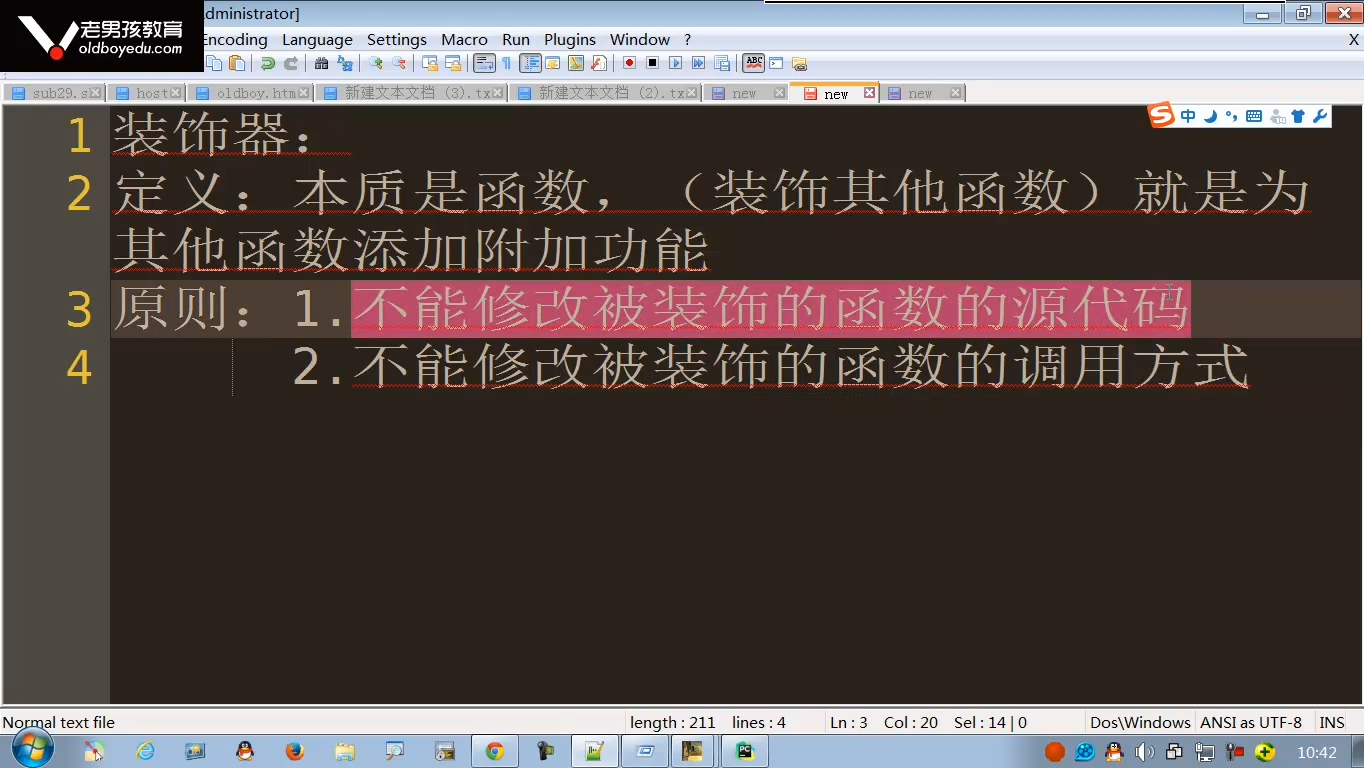 dministrator]
老男孩教育
oldboyedu.com
Encoding Language Settings Macro Run Plugins Window ? X
sub29.s host oldboy.htm 新建文本文档 (3).tx 新建文本文档 (2).tx new new new
中
1 装饰器：
2 定义：本质是函数，（装饰其他函数）就是为
其他函数添加附加功能
3 原则：1.不能修改被装饰的函数的源代码
4 2.不能修改被装饰的函数的调用方式
Normal text file length : 211 lines : 4 Ln : 3 Col : 20 Sel : 14 | 0 Dos\Windows ANSI as UTF-8 INS
10:42